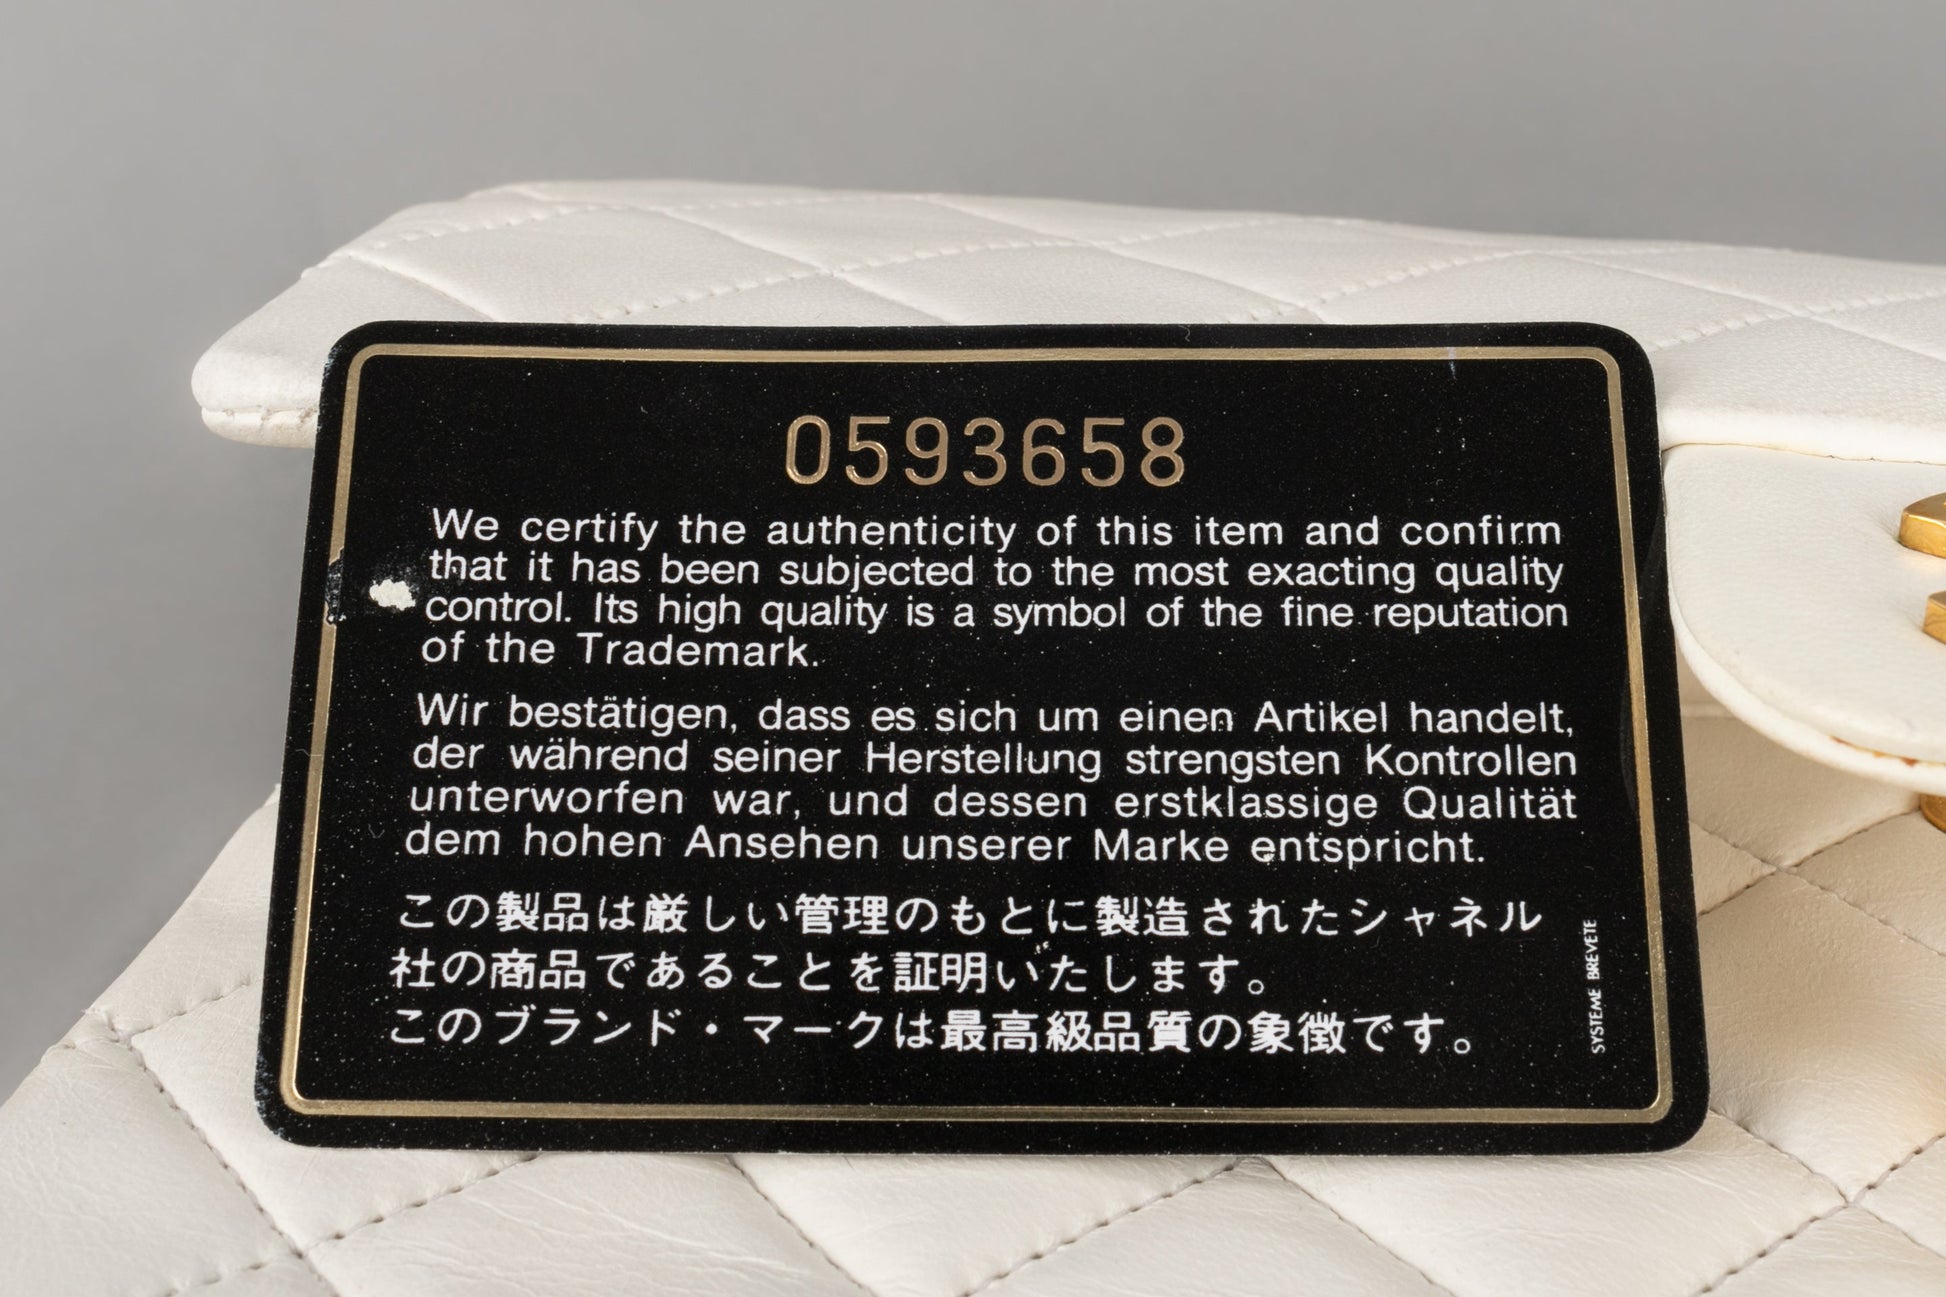 0593658
We certify the authenticity of this item and confirm
that it has been subjected to the most exacting quality
control. Its high quality is a symbol of the fine reputation
of the Trademark.
Wir bestätigen, dass es sich um einen Artikel handelt,
der während seiner Herstellung strengsten Kontrollen
unterworfen war, und dessen erstklassige Qualität
dem hohen Ansehen unserer Marke entspricht.
この製品は厳しい管理のもとに製造されたシャネル
社の商品であることを証明いたします。
このブランド・マークは最高級品質の象徴です。
SYSTEME BREVETE